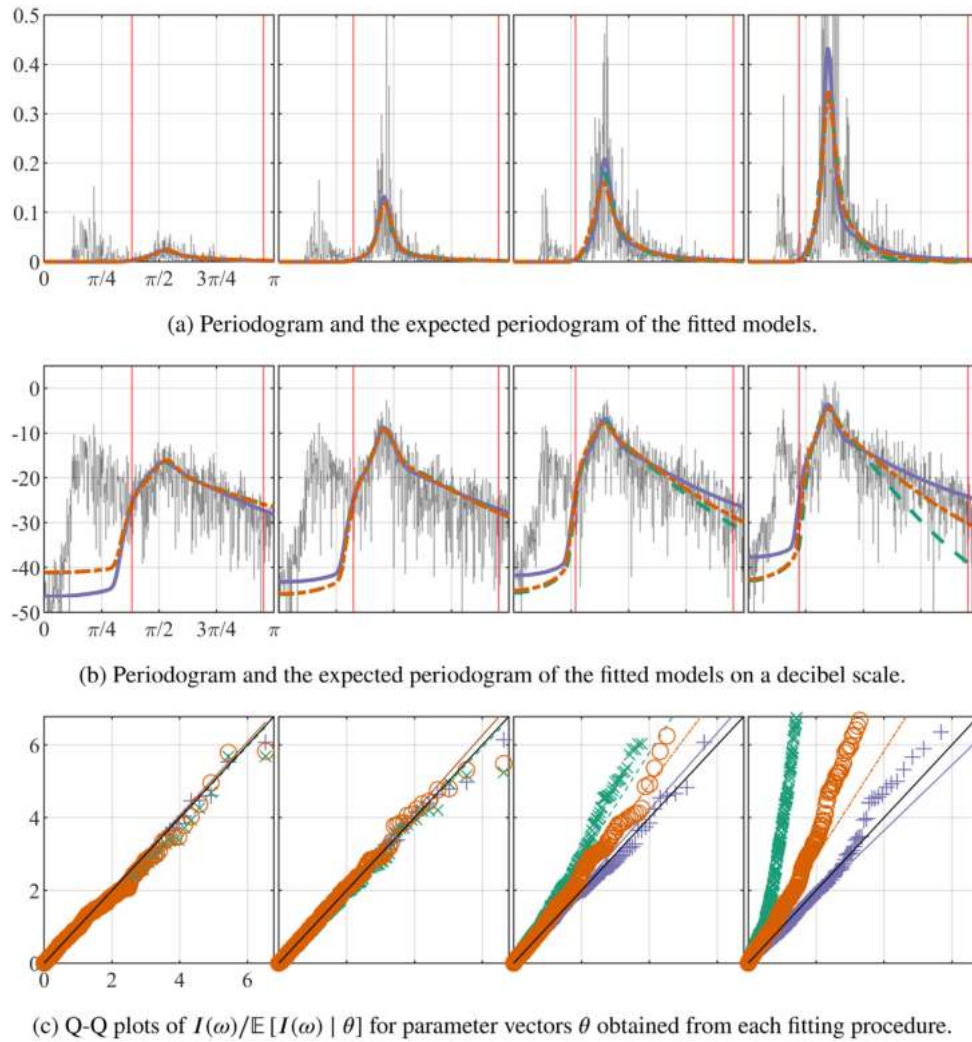 0.5
0.4
0.3
0.2
0.1
0
0 π/4 π/2 3π/4 π
(a) Periodogram and the expected periodogram of the fitted models.
0
-10
-20
-30
-40
-50
0 π/4 π/2 3π/4 π
(b) Periodogram and the expected periodogram of the fitted models on a decibel scale.
6
4
2
0
0 2 4 6
(c) Q-Q plots of I(ω)/𝔼 [I(ω) | θ] for parameter vectors θ obtained from each fitting procedure.